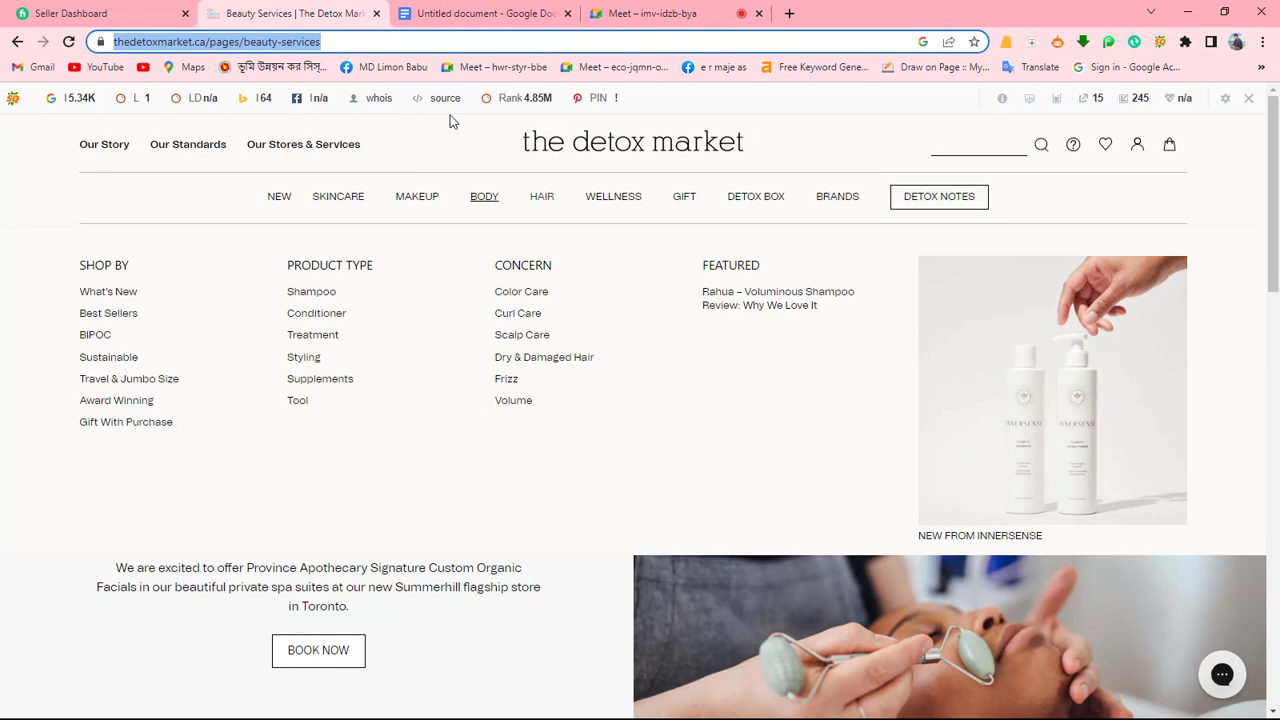 Seller Dashboard
Beauty Services | The Detox Mark
Untitled document - Google Doc
Meet – imv-idzb-bya
thedetoxmarket.ca/pages/beauty-services
Gmail
YouTube
Maps
ভূমি উন্নয়ন কর সিস্...
MD Limon Babu
Meet – hwr-styr-bbe
Meet – eco-jqmn-o...
e r maje as
Free Keyword Gene...
Draw on Page :: My...
Translate
Sign in - Google Ac...
I 5.34K
L 1
LD n/a
I 64
I n/a
whois
source
Rank 4.85M
PIN !
15
245
n/a
Our Story
Our Standards
Our Stores & Services
the detox market
NEW
SKINCARE
MAKEUP
BODY
HAIR
WELLNESS
GIFT
DETOX BOX
BRANDS
DETOX NOTES
SHOP BY
What's New
Best Sellers
BIPOC
Sustainable
Travel & Jumbo Size
Award Winning
Gift With Purchase
PRODUCT TYPE
Shampoo
Conditioner
Treatment
Styling
Supplements
Tool
CONCERN
Color Care
Curl Care
Scalp Care
Dry & Damaged Hair
Frizz
Volume
FEATURED
Rahua – Voluminous Shampoo
Review: Why We Love It
INNERSENSE
INNERSENSE
NEW FROM INNERSENSE
We are excited to offer Province Apothecary Signature Custom Organic
Facials in our beautiful private spa suites at our new Summerhill flagship store
in Toronto.
BOOK NOW